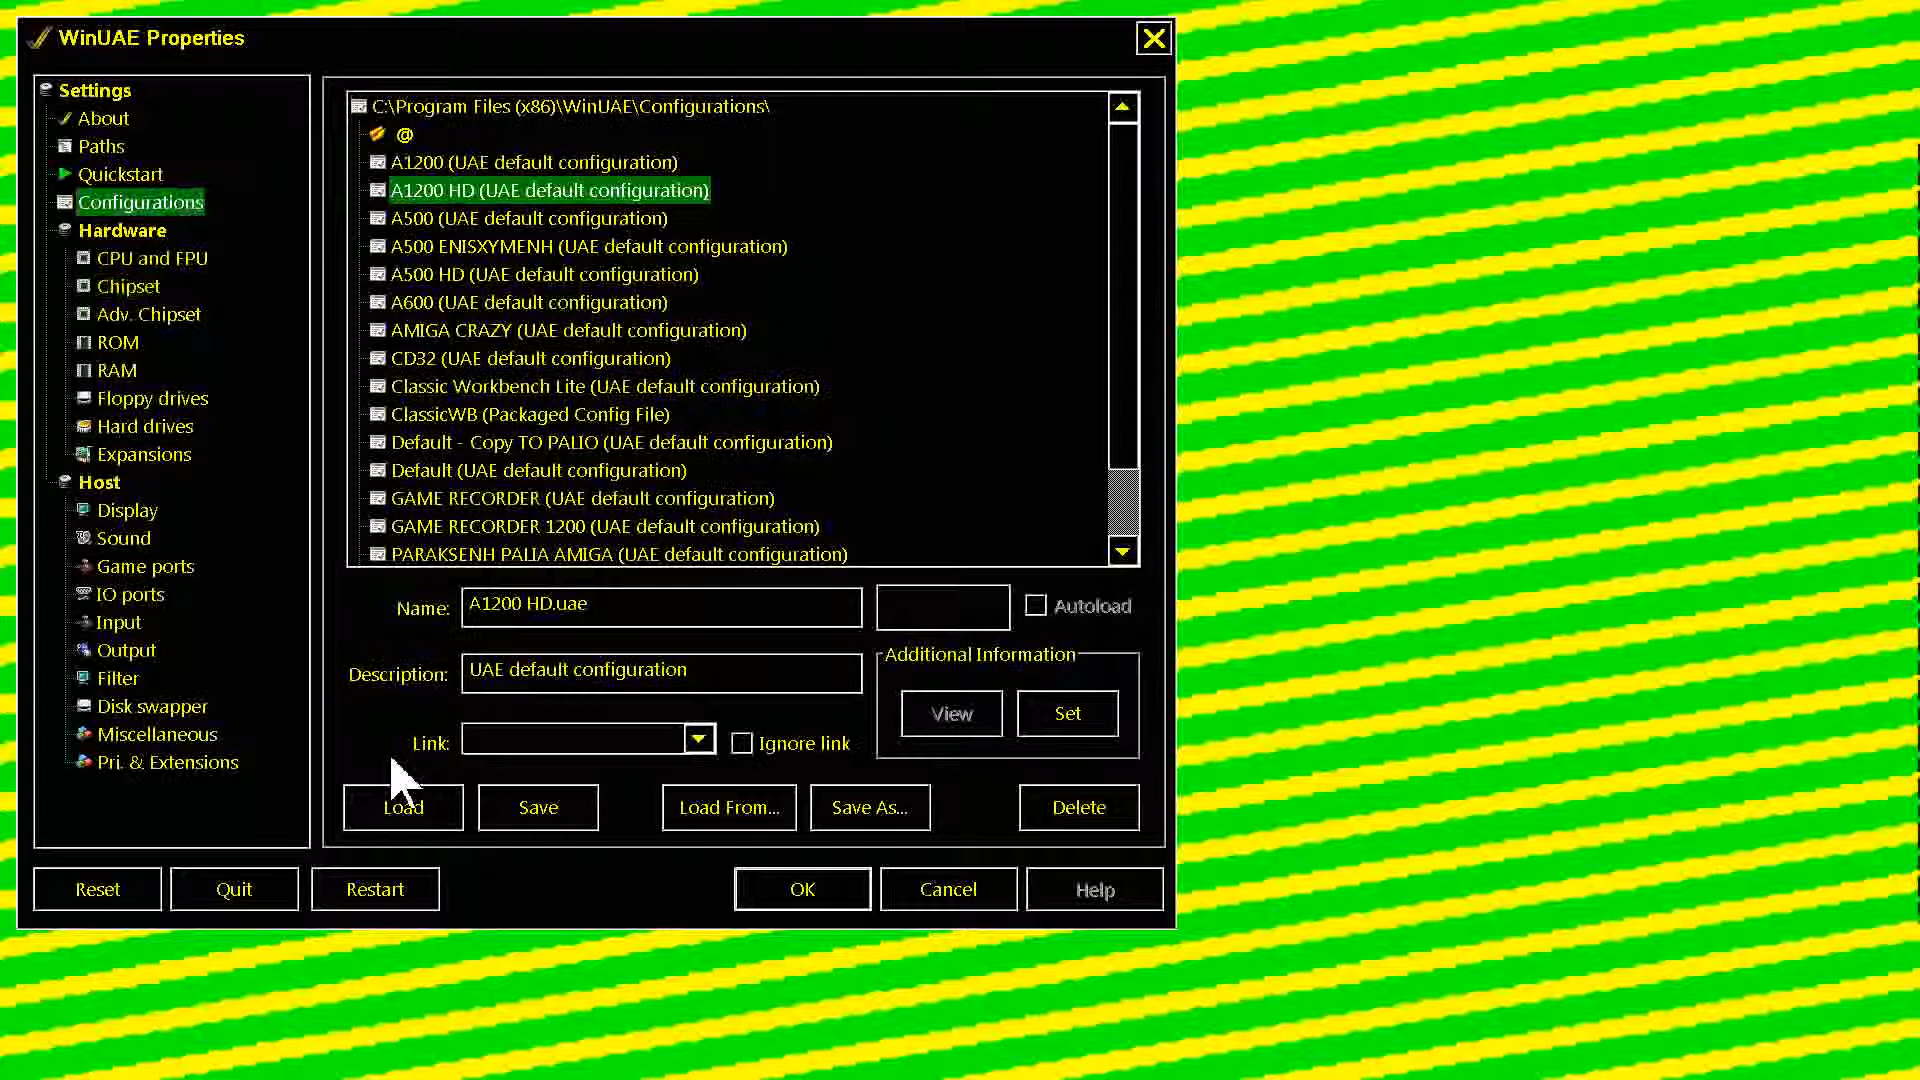 WinUAE Properties
Settings
About
Paths
Quickstart
Configurations
Hardware
CPU and FPU
Chipset
Adv. Chipset
ROM
RAM
Floppy drives
Hard drives
Expansions
Host
Display
Sound
Game ports
IO ports
Input
Output
Filter
Disk swapper
Miscellaneous
Pri. & Extensions
C:\Program Files (x86)\WinUAE\Configurations\
@
A1200 (UAE default configuration)
A1200 HD (UAE default configuration)
A500 (UAE default configuration)
A500 ENISXYMENH (UAE default configuration)
A500 HD (UAE default configuration)
A600 (UAE default configuration)
AMIGA CRAZY (UAE default configuration)
CD32 (UAE default configuration)
Classic Workbench Lite (UAE default configuration)
ClassicWB (Packaged Config File)
Default - Copy TO PALIO (UAE default configuration)
Default (UAE default configuration)
GAME RECORDER (UAE default configuration)
GAME RECORDER 1200 (UAE default configuration)
PARAKSENH PALIA AMIGA (UAE default configuration)
Name: A1200 HD.uae Autoload
Description: UAE default configuration
Additional Information
View Set
Link: Ignore link
Load Save Load From... Save As... Delete
Reset Quit Restart OK Cancel Help